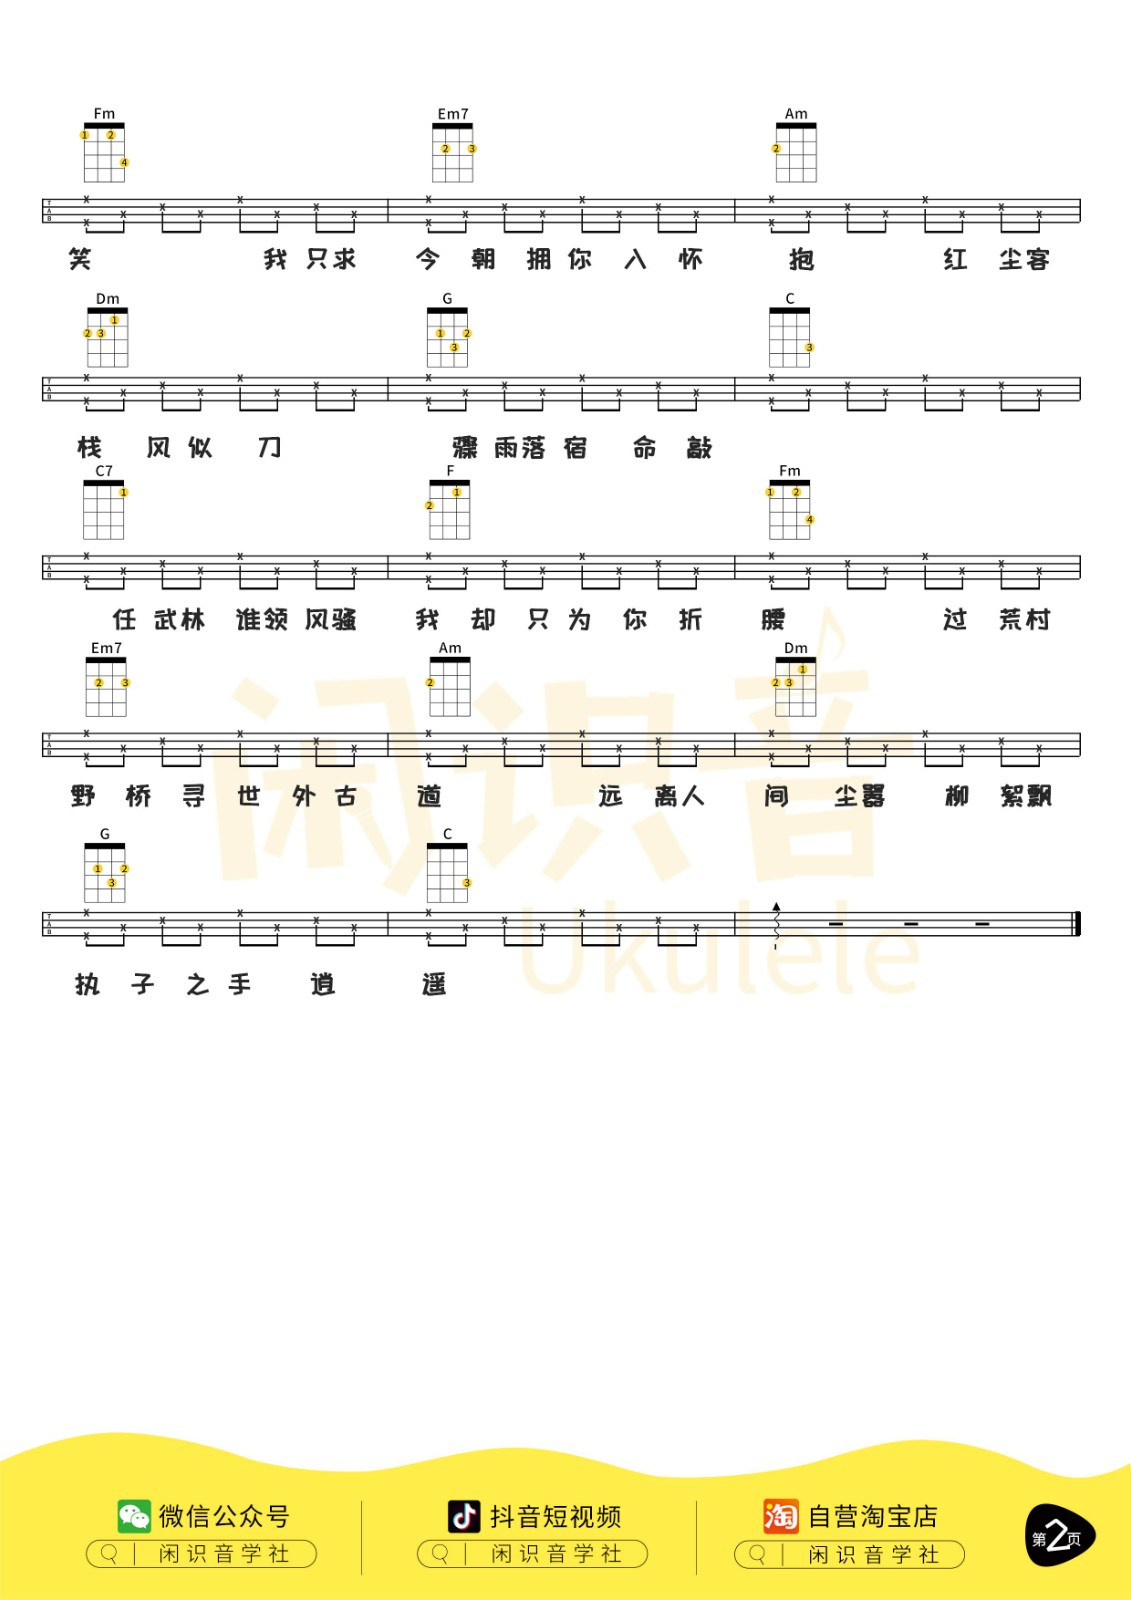 Fm Em7 Am
笑 我只求 今朝拥你入怀 抱 红尘客
Dm G C
栈 风似刀 骤雨落宿命敲
C7 F Fm
任武林谁领风骚 我却只为你折 腰 过荒村
Em7 Am Dm
野桥寻世外古 道 远离人 间尘嚣 柳絮飘
G C
执子之手逍 遥
闲识音
Ukulele
微信公众号 抖音短视频 自营淘宝店
闲识音学社 闲识音学社 闲识音学社
第2页